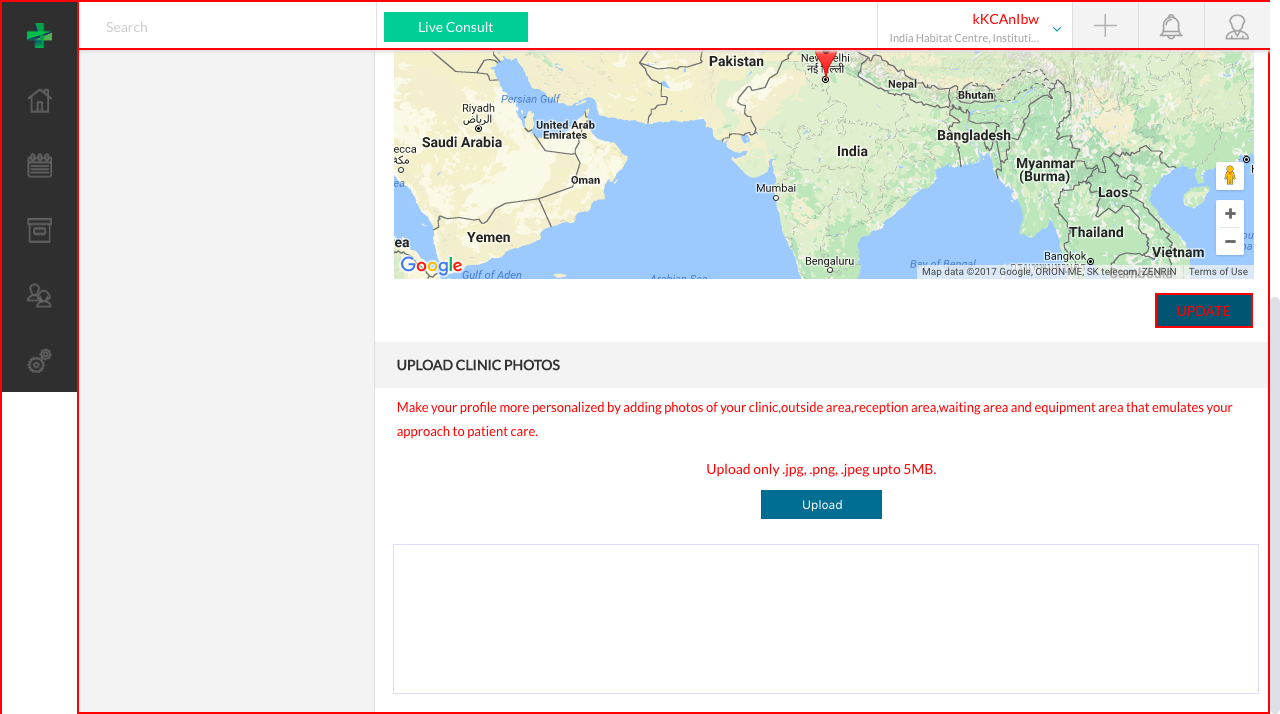 Search
Live Consult
kKCAnIbw
India Habitat Centre, Instituti...
Pakistan
New Delhi
नई दिल्ली
Nepal
Bhutan
Persian Gulf
Riyadh
الرياض
United Arab
Emirates
Saudi Arabia
Bangladesh
India
ecca
مكة
Myanmar
(Burma)
Oman
Mumbai
Laos
ea
Yemen
Thailand
Vietnam
Bengaluru
Bangkok
Bay of Bengal
Google
Gulf of Aden
Arabian Sea
Cambodia
Map data ©2017 Google, ORION-ME, SK telecom, ZENRIN
Terms of Use
UPDATE
UPLOAD CLINIC PHOTOS
Make your profile more personalized by adding photos of your clinic,outside area,reception area,waiting area and equipment area that emulates your
approach to patient care.
Upload only .jpg, .png, .jpeg upto 5MB.
Upload